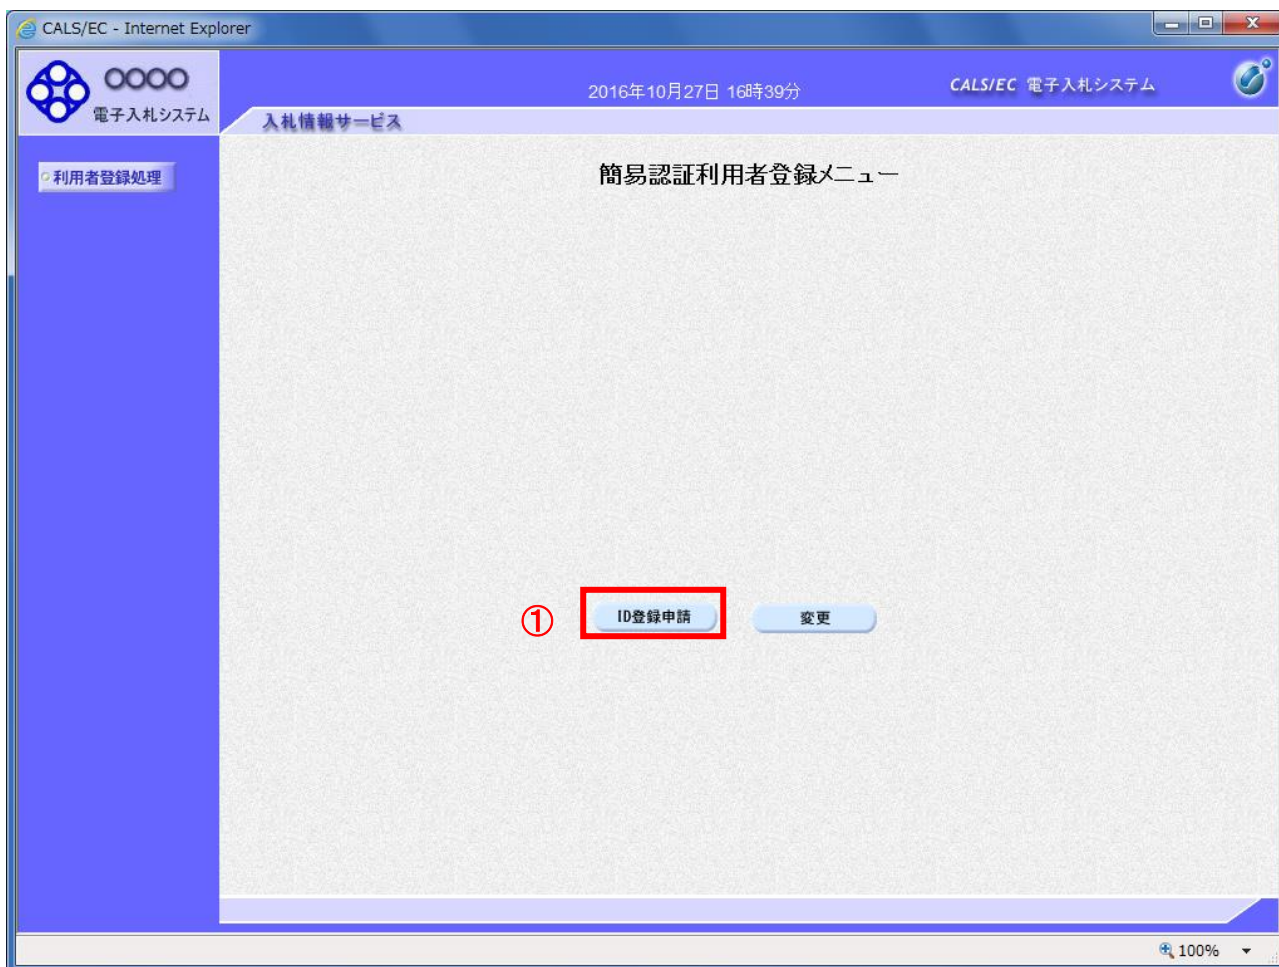 CALS/EC - Internet Explorer
○○○○
電子入札システム
2016年10月27日 16時39分
CALS/EC 電子入札システム
入札情報サービス
利用者登録処理
簡易認証利用者登録メニュー
① ID登録申請 変更
100%